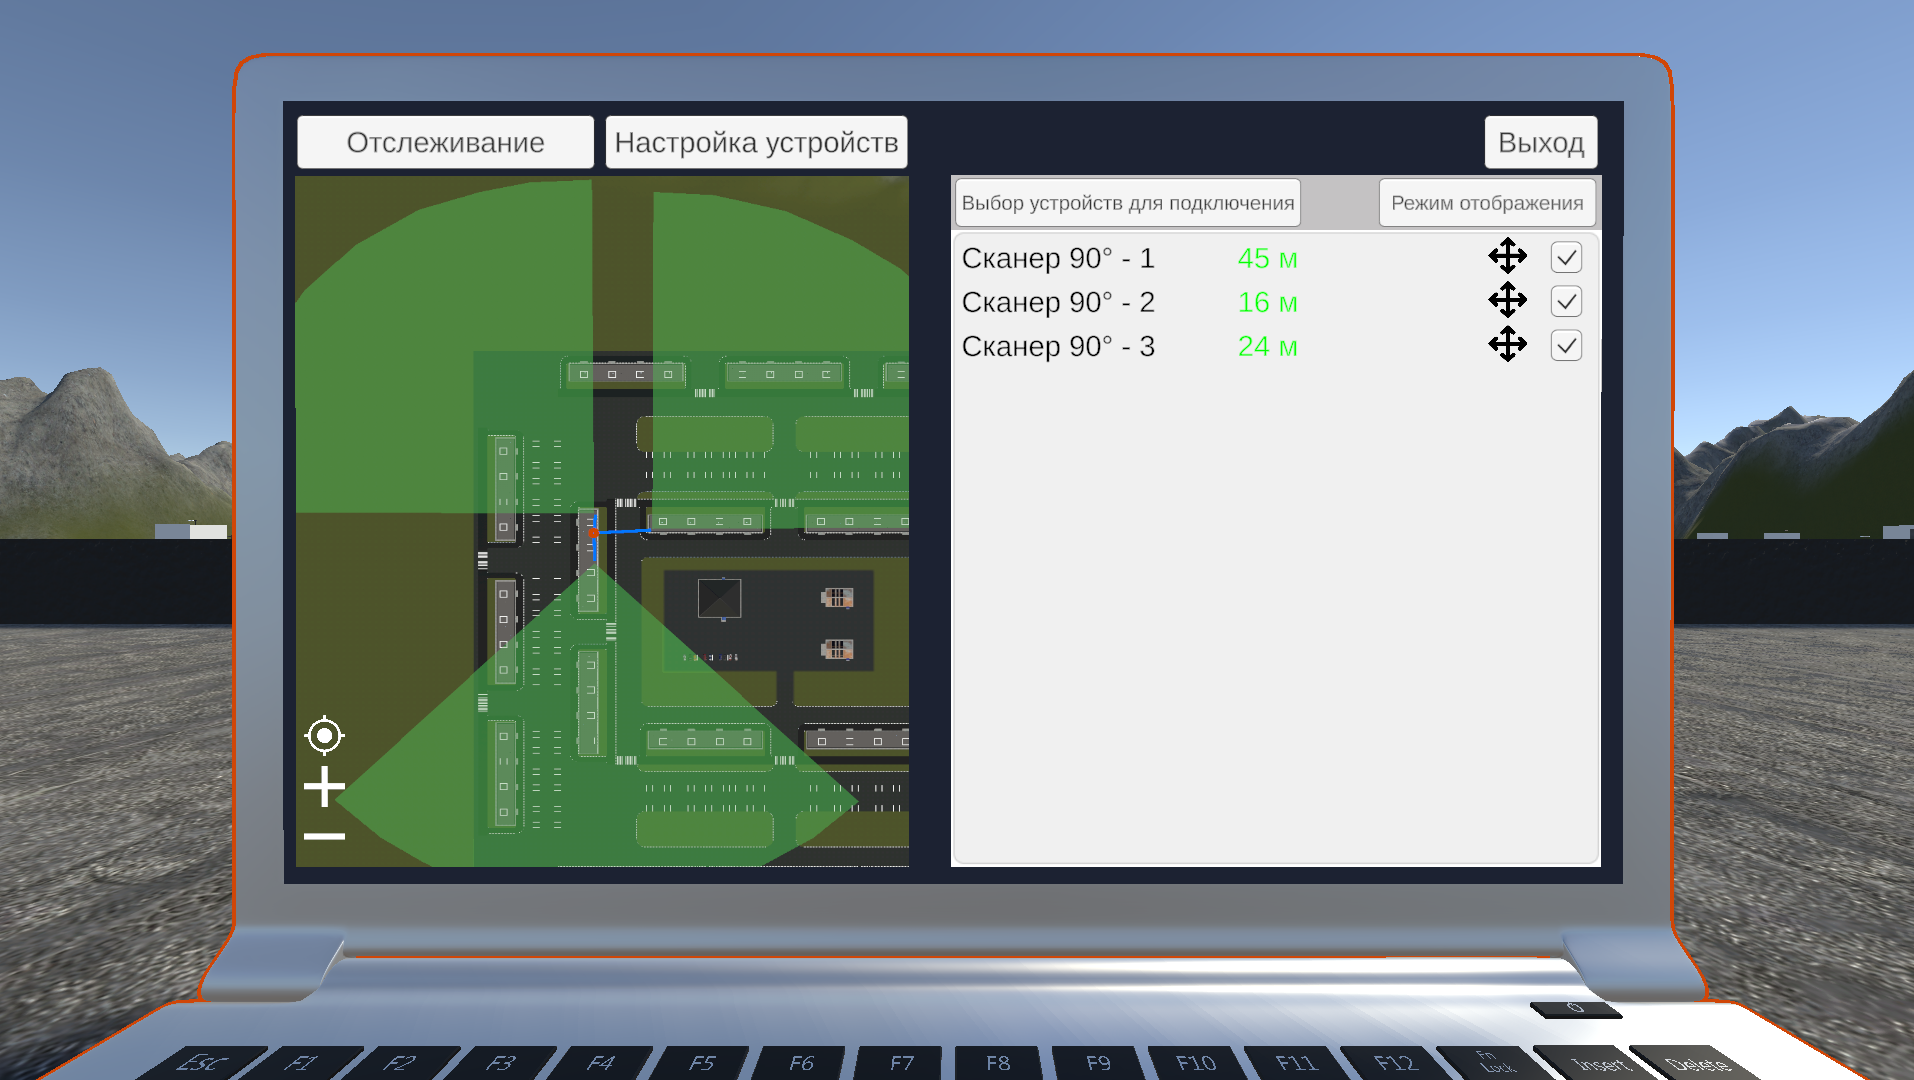 Отслеживание
Настройка устройств
Выход
Выбор устройств для подключения
Режим отображения
Сканер 90° - 1 45 м
Сканер 90° - 2 16 м
Сканер 90° - 3 24 м
Esc F1 F2 F3 F4 F5 F6 F7 F8 F9 F10 F11 F12 Fn Lock Insert Delete